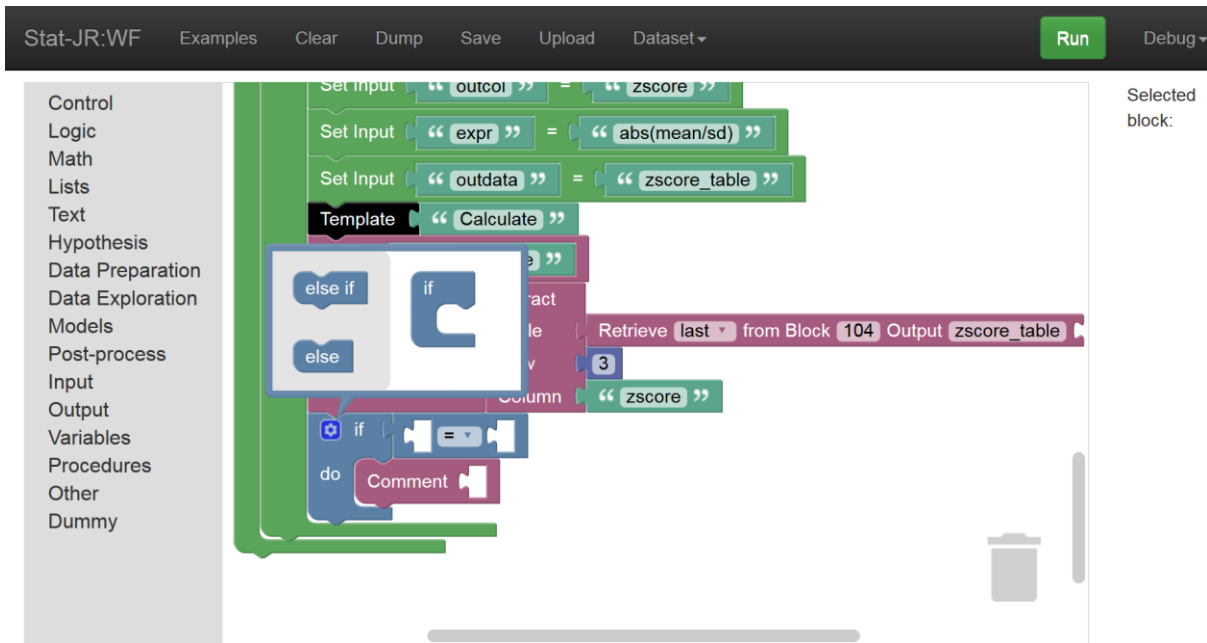 Stat-JR:WF Examples Clear Dump Save Upload Dataset Run Debug
Control
Logic
Math
Lists
Text
Hypothesis
Data Preparation
Data Exploration
Models
Post-process
Input
Output
Variables
Procedures
Other
Dummy
Set Input “ outcol ” = “ zscore ”
Set Input “ expr ” = “ abs(mean/sd) ”
Set Input “ outdata ” = “ zscore_table ”
Template “ Calculate ”
else if
else
if
Retrieve last from Block 104 Output zscore_table
3
Column “ zscore ”
if =
do Comment
Selected
block: